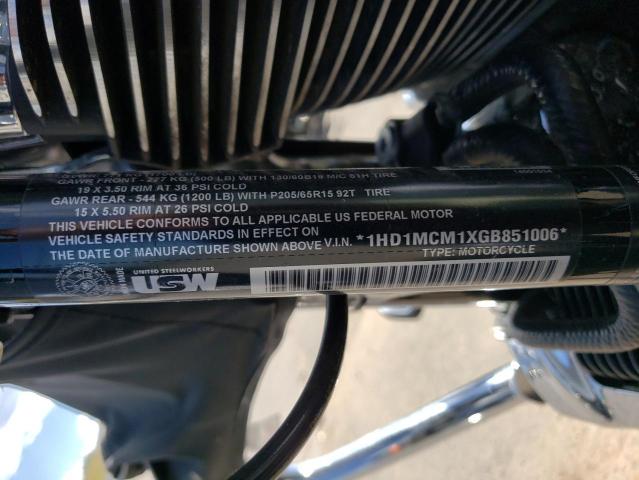 GAWR FRONT - 227 KG (500 LB) WITH 130/60B19 M/C 61H TIRE
19 X 3.50 RIM AT 36 PSI COLD
GAWR REAR - 544 KG (1200 LB) WITH P205/65R15 92T TIRE
15 X 5.50 RIM AT 26 PSI COLD
THIS VEHICLE CONFORMS TO ALL APPLICABLE US FEDERAL MOTOR
VEHICLE SAFETY STANDARDS IN EFFECT ON
THE DATE OF MANUFACTURE SHOWN ABOVE V.I.N. *1HD1MCM1XGB851006*
TYPE: MOTORCYCLE
UNITED STEELWORKERS
USW
MADE